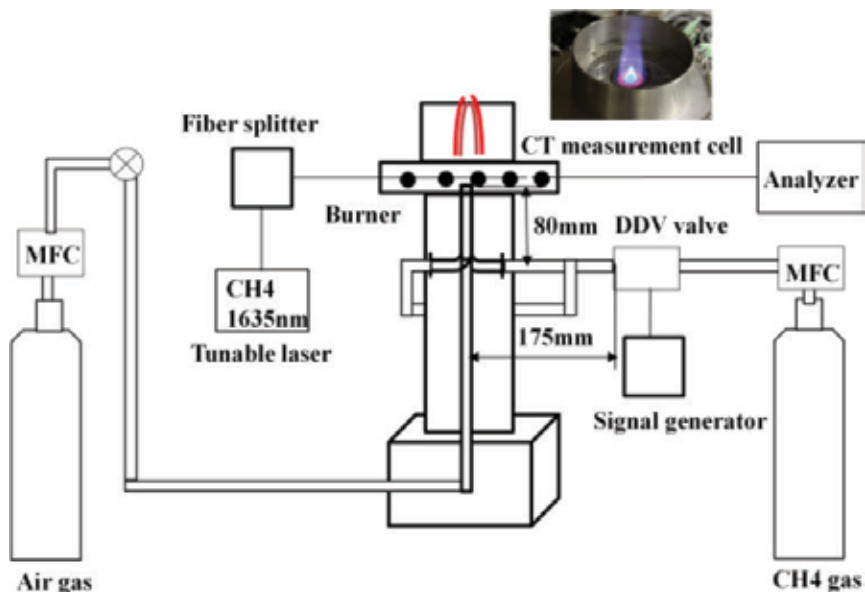 Fiber splitter
CT measurement cell
Analyzer
Burner
80mm
DDV valve
MFC
MFC
CH4
1635nm
Tunable laser
175mm
Signal generator
Air gas
CH4 gas